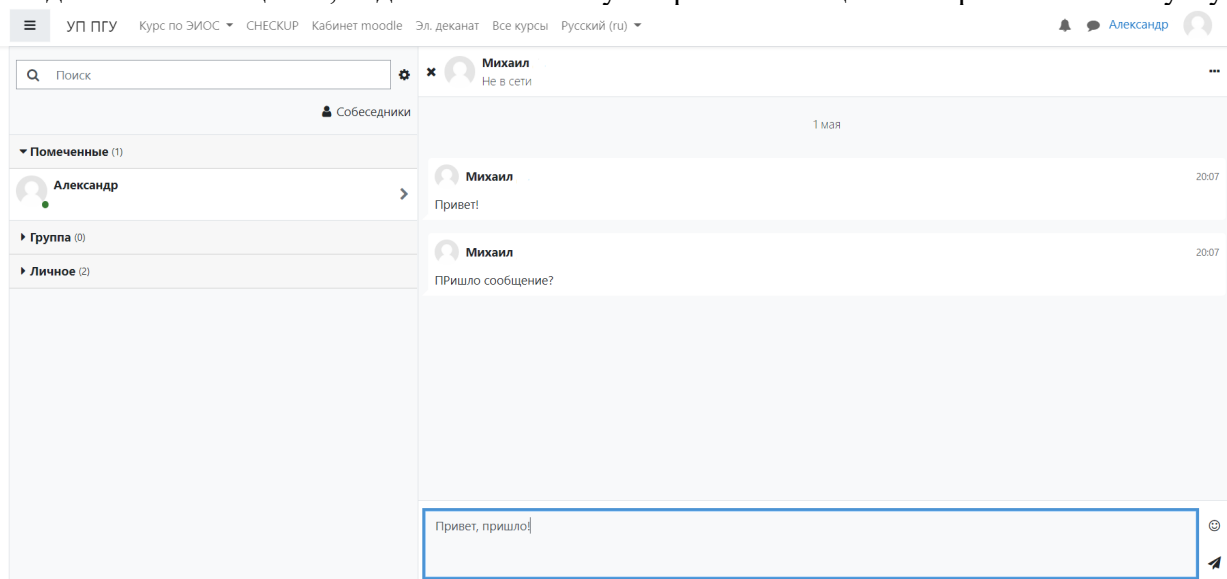 УП ПГУ Курс по ЭИОС CHECKUP Кабинет moodle Эл. деканат Все курсы Русский (ru) Александр
Поиск
Собеседники
Помеченные (1)
Александр
Группа (0)
Личное (2)
Михаил
Не в сети
1 мая
Михаил 20:07
Привет!
Михаил 20:07
ПРишло сообщение?
Привет, пришло!